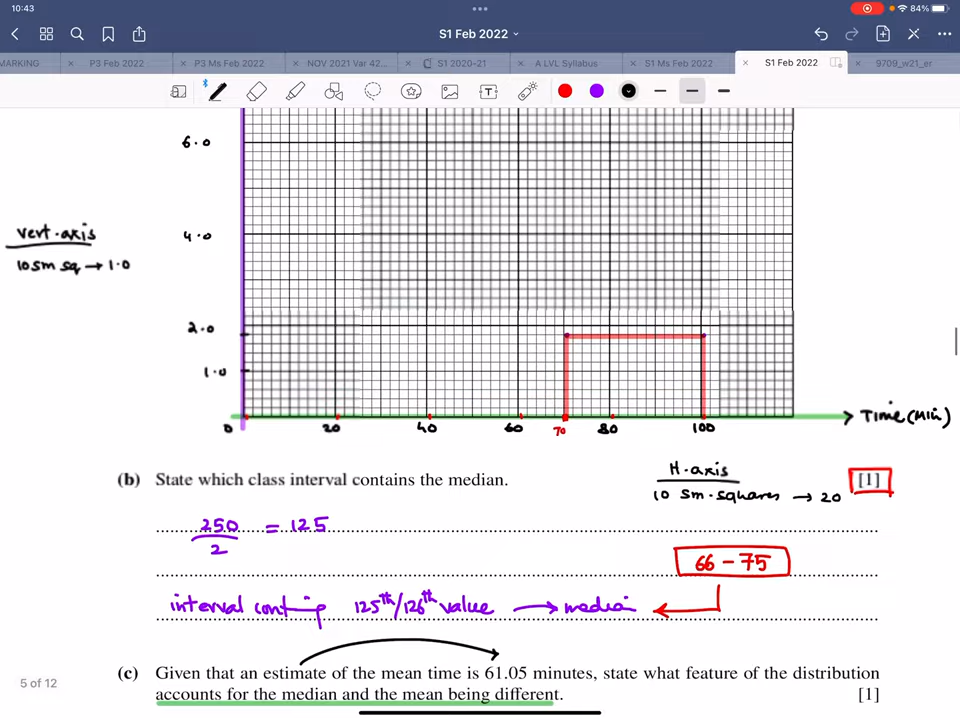 10:43
84%
S1 Feb 2022
MARKING
P3 Feb 2022
P3 Ms Feb 2022
NOV 2021 Var 42...
S1 2020-21
A LVL Syllabus
S1 Ms Feb 2022
S1 Feb 2022
9709_w21_er
6.0
vert.axis
4.0
10 sm sq → 1.0
2.0
1.0
Time (Min)
0 20 40 60 70 80 100
(b) State which class interval contains the median.
[1]
H.axis
10 sm.squares → 20
250
2
= 125
66 – 75
interval 125th/126th value → median
(c) Given that an estimate of the mean time is 61.05 minutes, state what feature of the distribution
accounts for the median and the mean being different. [1]
5 of 12